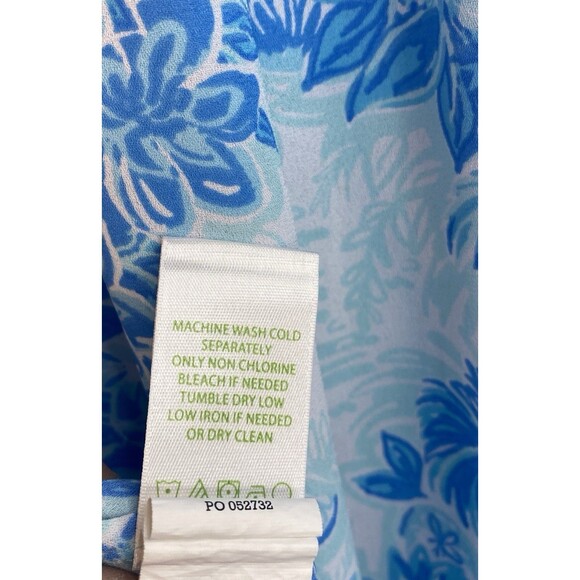 MACHINE WASH COLD
SEPARATELY
ONLY NON CHLORINE
BLEACH IF NEEDED
TUMBLE DRY LOW
LOW IRON IF NEEDED
OR DRY CLEAN
PO 052732